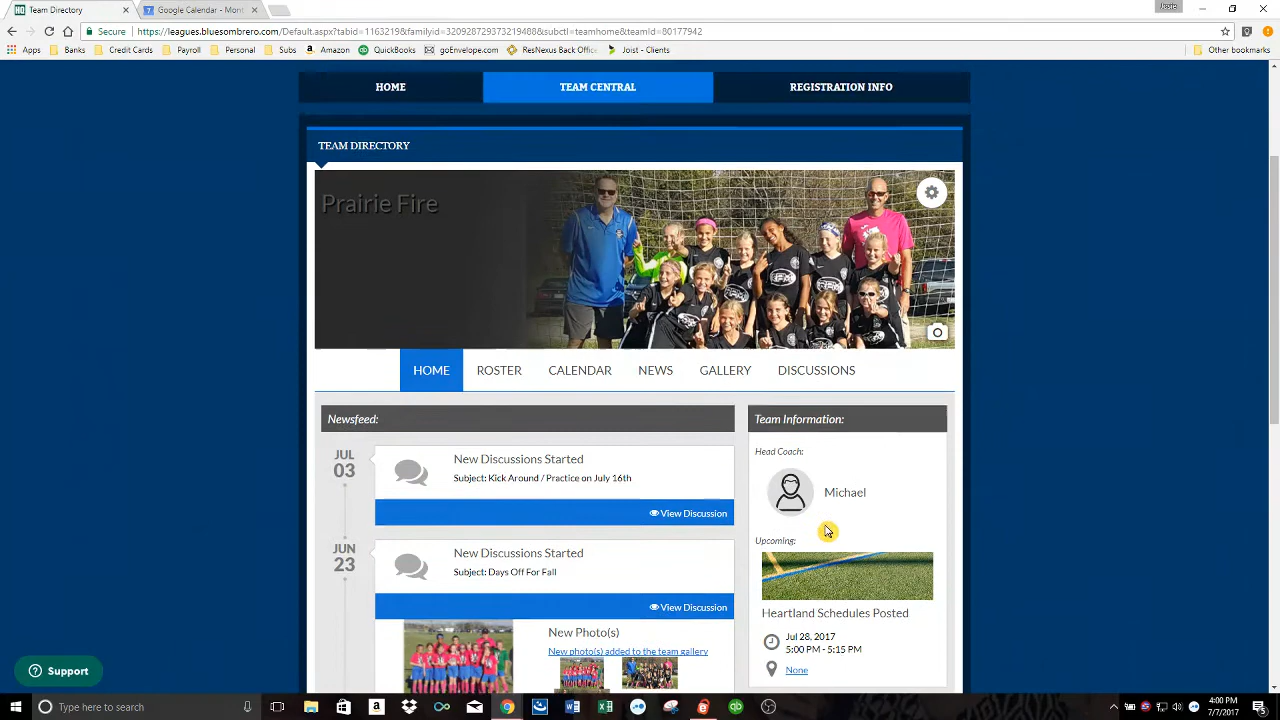 Team Directory
Google Calendar - Mon
Secure
https://leagues.bluesombrero.com/Default.aspx?tabid=1163219&familyid=320928729373219488&subctl=teamhome&teamId=80177942
Apps Banks Credit Cards Payroll Personal Subs Amazon QuickBooks goEnvelope.com ResNexus Back Offic Joist - Clients Other bookmarks
HOME TEAM CENTRAL REGISTRATION INFO
TEAM DIRECTORY
Prairie Fire
HOME ROSTER CALENDAR NEWS GALLERY DISCUSSIONS
Newsfeed:
JUL
03
New Discussions Started
Subject: Kick Around / Practice on July 16th
View Discussion
JUN
23
New Discussions Started
Subject: Days Off For Fall
View Discussion
New Photo(s)
New photo(s) added to the team gallery
Team Information:
Head Coach:
Michael
Upcoming:
Heartland Schedules Posted
Jul 28, 2017
5:00 PM - 5:15 PM
None
Support
Type here to search
4:00 PM
7/7/2017